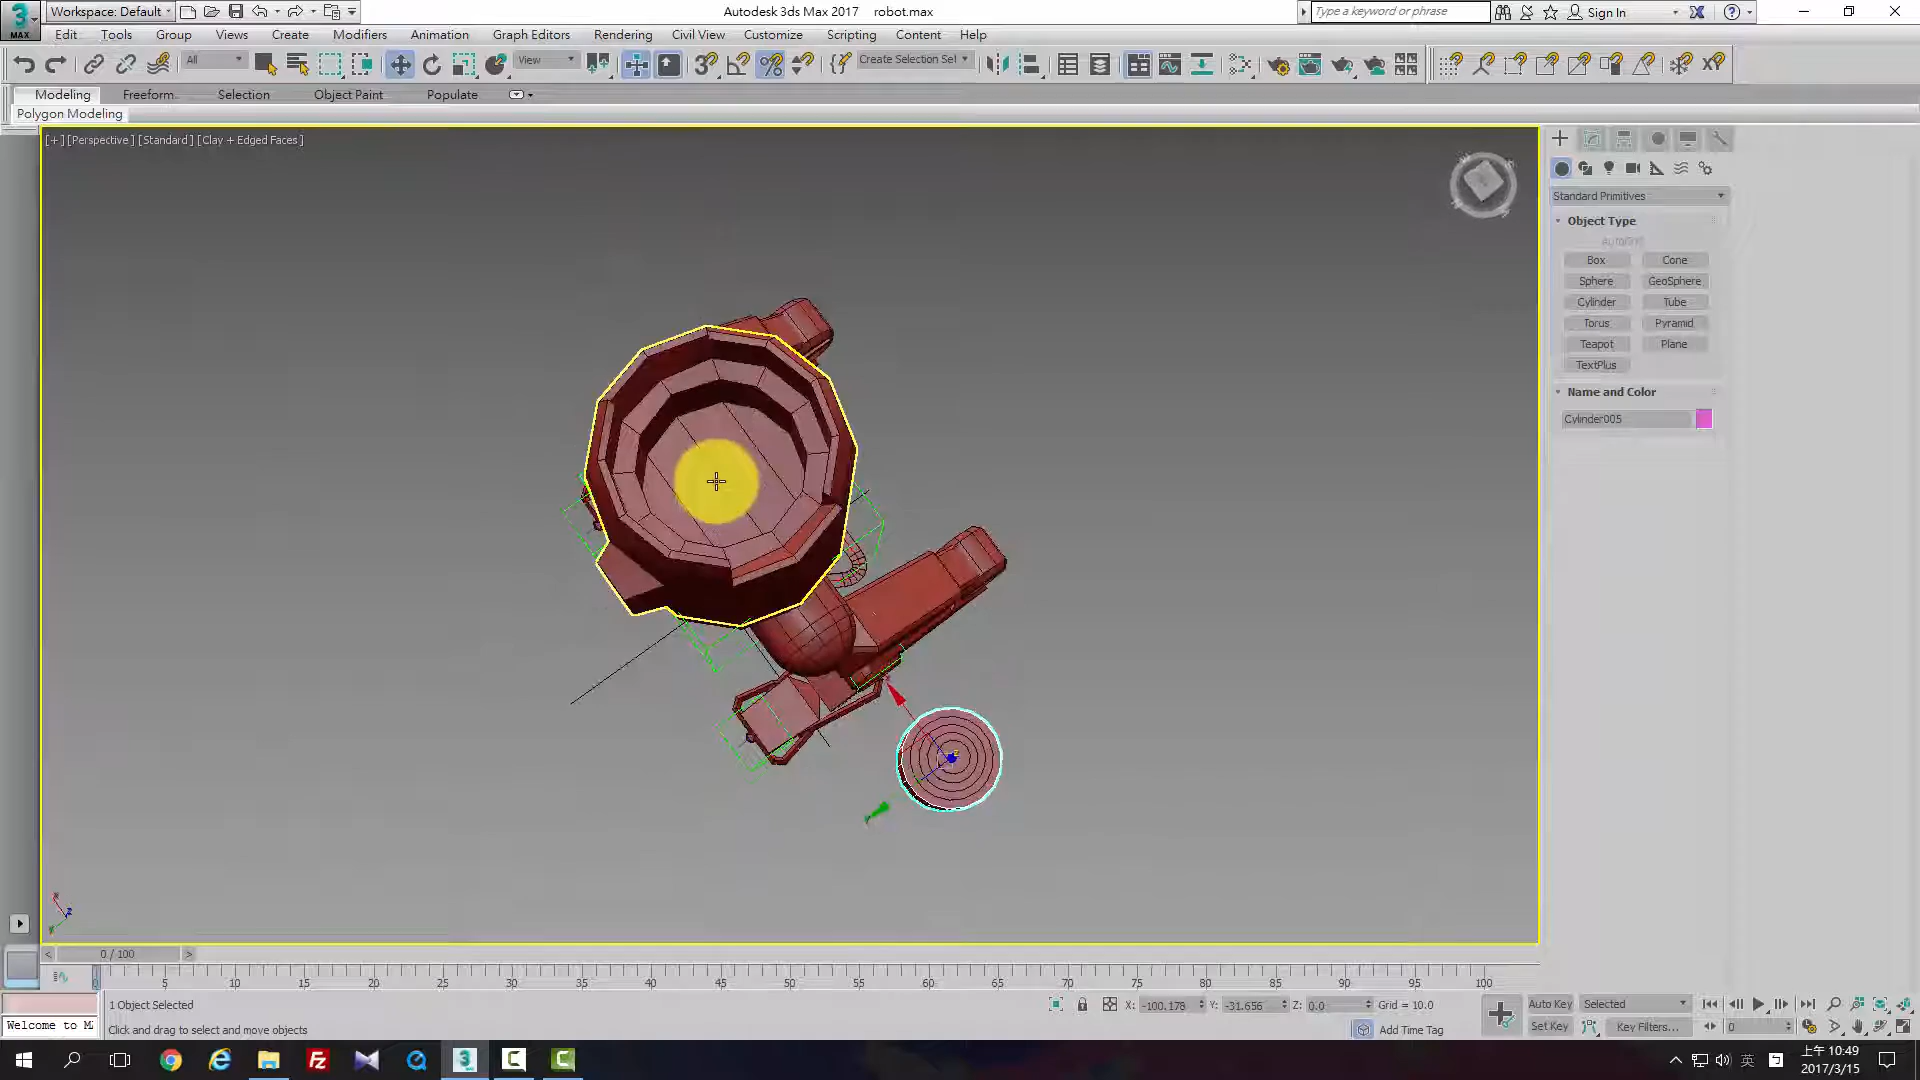 MAX
Workspace: Default
Autodesk 3ds Max 2017 robot.max
Type a keyword or phrase
Sign In
Edit Tools Group Views Create Modifiers Animation Graph Editors Rendering Civil View Customize Scripting Content Help
All
View
Create Selection Set
Modeling Freeform Selection Object Paint Populate
Polygon Modeling
[+] [Perspective] [Standard] [Clay + Edged Faces]
Standard Primitives
Object Type
Box Cone
Sphere GeoSphere
Cylinder Tube
Torus Pyramid
Teapot Plane
TextPlus
Name and Color
Cylinder005
< 0 / 100 >
5 10 15 20 25 30 35 40 45 50 55 60 65 70 75 80 85 90 95 100
1 Object Selected
X: -100.178 Y: -31.656 Z: 0.0 Grid = 10.0
Auto Key Selected
Welcome to M
Click and drag to select and move objects
Add Time Tag
Set Key Key Filters... 0
英 上午 10:49
2017/3/15